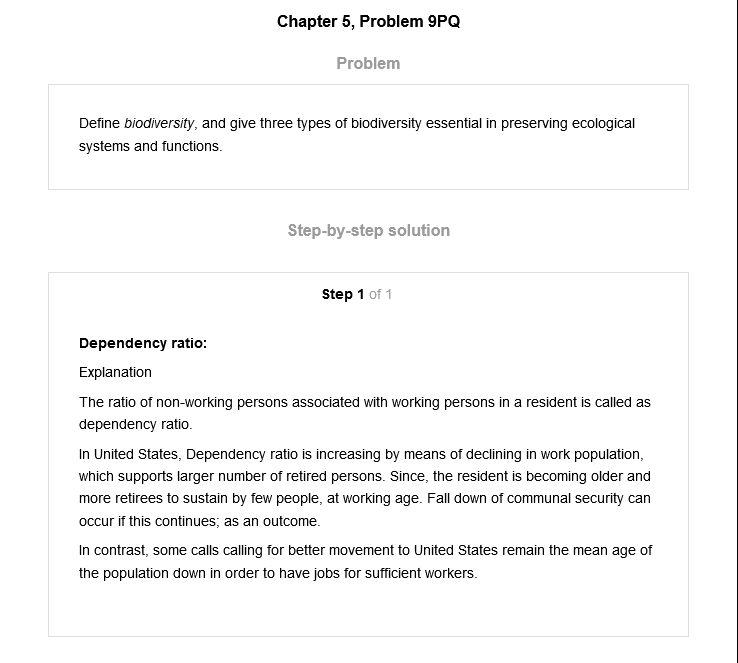 Chapter 5, Problem 9PQ
Problem
Define biodiversity, and give three types of biodiversity essential in preserving ecological
systems and functions.
Step-by-step solution
Step 1 of 1
Dependency ratio:
Explanation
The ratio of non-working persons associated with working persons in a resident is called as
dependency ratio.
In United States, Dependency ratio is increasing by means of declining in work population,
which supports larger number of retired persons. Since, the resident is becoming older and
more retirees to sustain by few people, at working age. Fall down of communal security can
occur if this continues; as an outcome.
In contrast, some calls calling for better movement to United States remain the mean age of
the population down in order to have jobs for sufficient workers.